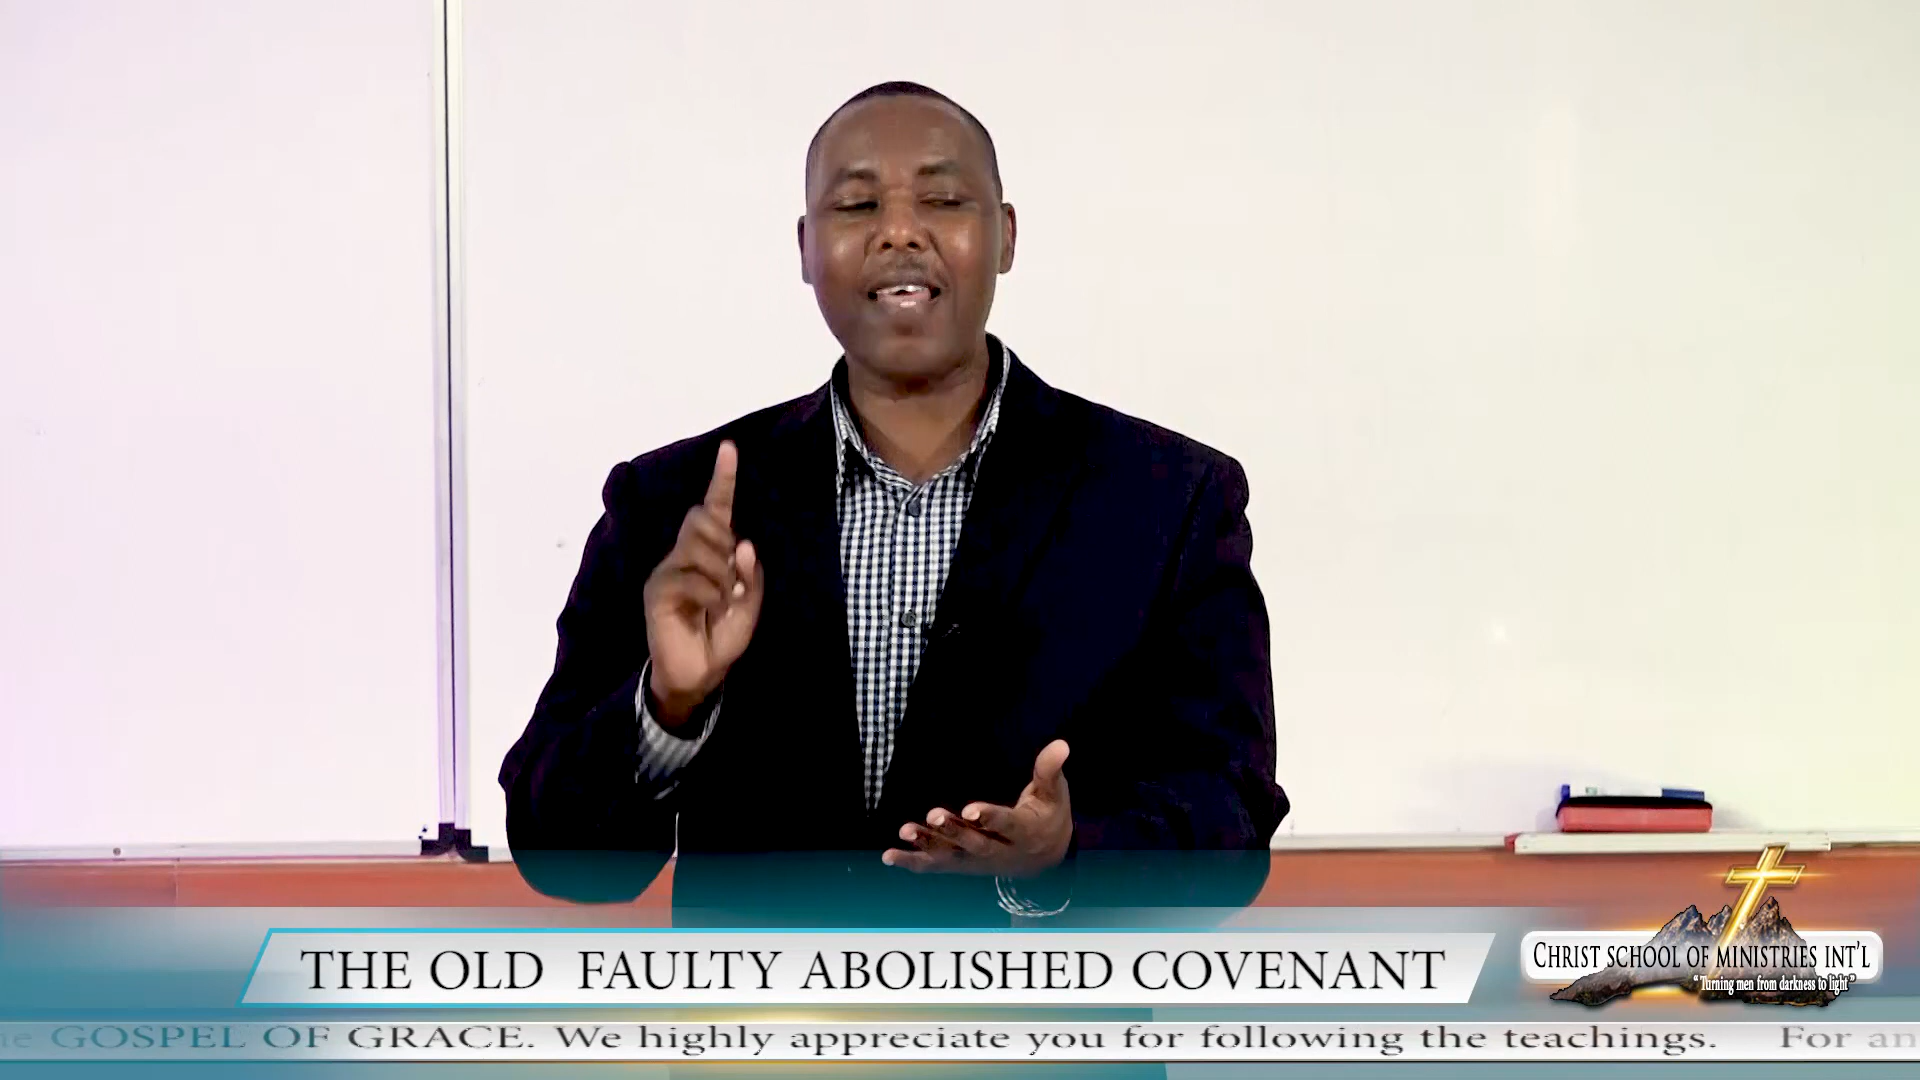 THE OLD FAULTY ABOLISHED COVENANT
CHRIST SCHOOL OF MINISTRIES INT'L
"Turning men from darkness to light"
GOSPEL OF GRACE. We highly appreciate you for following the teachings. For